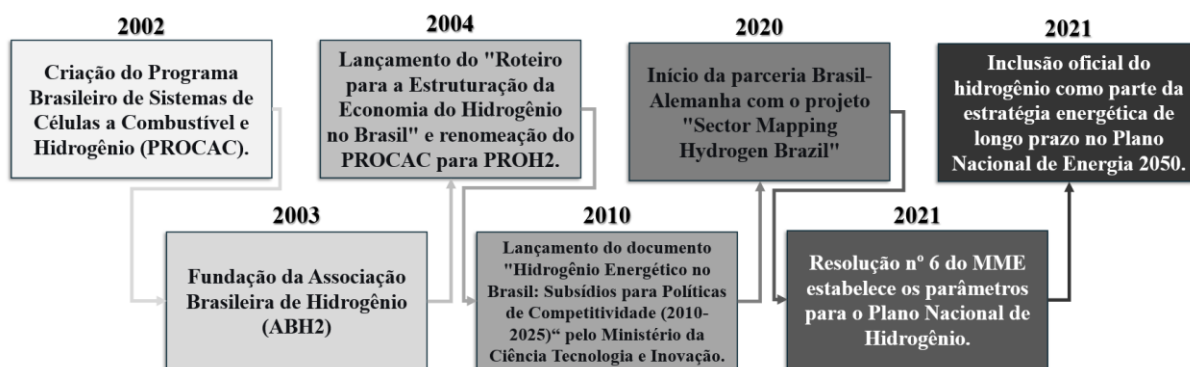 2002
Criação do Programa
Brasileiro de Sistemas de
Células a Combustível e
Hidrogênio (PROCAC).
2003
Fundação da Associação
Brasileira de Hidrogênio
(ABH2)
2004
Lançamento do "Roteiro
para a Estruturação da
Economia do Hidrogênio
no Brasil" e renomeação do
PROCAC para PROH2.
2010
Lançamento do documento
"Hidrogênio Energético no
Brasil: Subsídios para Políticas
de Competitividade (2010-
2025)“ pelo Ministério da
Ciência Tecnologia e Inovação.
2020
Início da parceria Brasil-
Alemanha com o projeto
"Sector Mapping
Hydrogen Brazil"
2021
Resolução nº 6 do MME
estabelece os parâmetros
para o Plano Nacional de
Hidrogênio.
2021
Inclusão oficial do
hidrogênio como parte da
estratégia energética de
longo prazo no Plano
Nacional de Energia 2050.